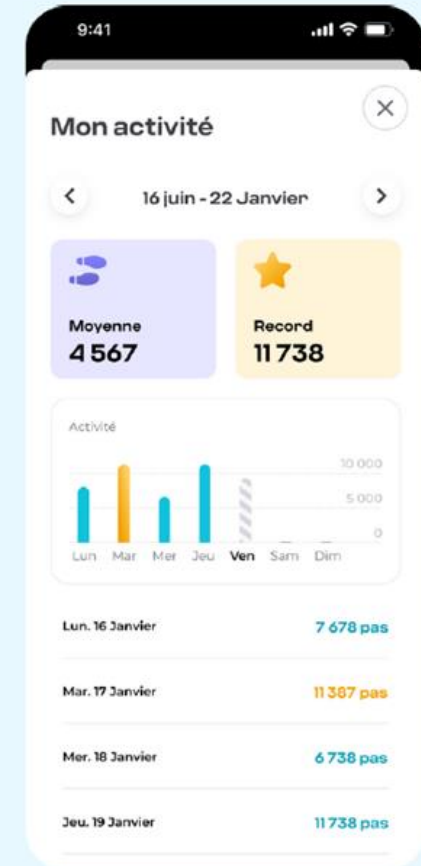 9:41
Mon activité
16 juin - 22 Janvier
Moyenne
4 567
Record
11 738
Activité
10 000
5 000
0
Lun Mar Mer Jeu Ven Sam Dim
Lun. 16 Janvier 7 678 pas
Mar. 17 Janvier 11 387 pas
Mer. 18 Janvier 6 738 pas
Jeu. 19 Janvier 11 738 pas